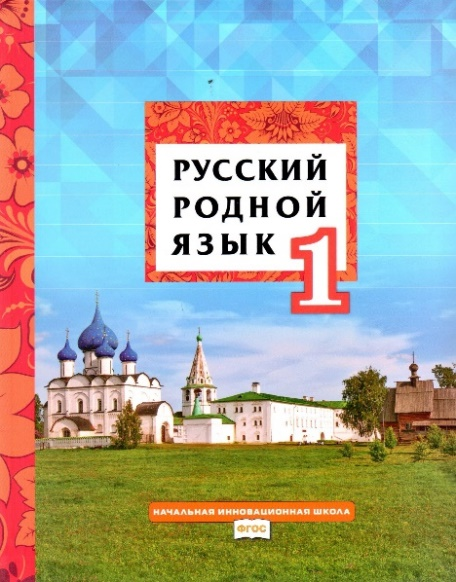 РУССКИЙ
РОДНОЙ
ЯЗЫК
1
НАЧАЛЬНАЯ ИННОВАЦИОННАЯ ШКОЛА
ФГОС